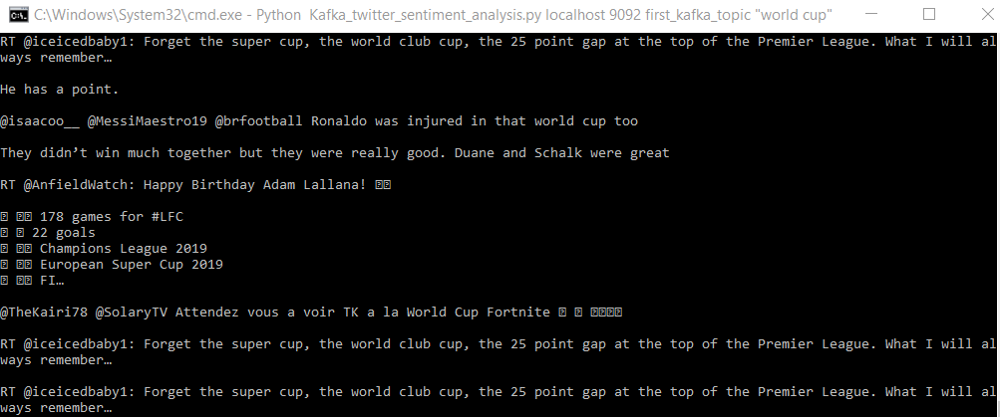 C:\Windows\System32\cmd.exe - Python  Kafka_twitter_sentiment_analysis.py localhost 9092 first_kafka_topic "world cup"
RT @iceicedbaby1: Forget the super cup, the world club cup, the 25 point gap at the top of the Premier League. What I will al
ways remember…
He has a point.
@isaacoo__ @MessiMaestro19 @brfootball Ronaldo was injured in that world cup too
They didn’t win much together but they were really good. Duane and Schalk were great
RT @AnfieldWatch: Happy Birthday Adam Lallana! 
178 games for #LFC
22 goals
Champions League 2019
European Super Cup 2019
FI…
@TheKairi78 @SolaryTV Attendez vous a voir TK a la World Cup Fortnite
RT @iceicedbaby1: Forget the super cup, the world club cup, the 25 point gap at the top of the Premier League. What I will al
ways remember…
RT @iceicedbaby1: Forget the super cup, the world club cup, the 25 point gap at the top of the Premier League. What I will al
ways remember…